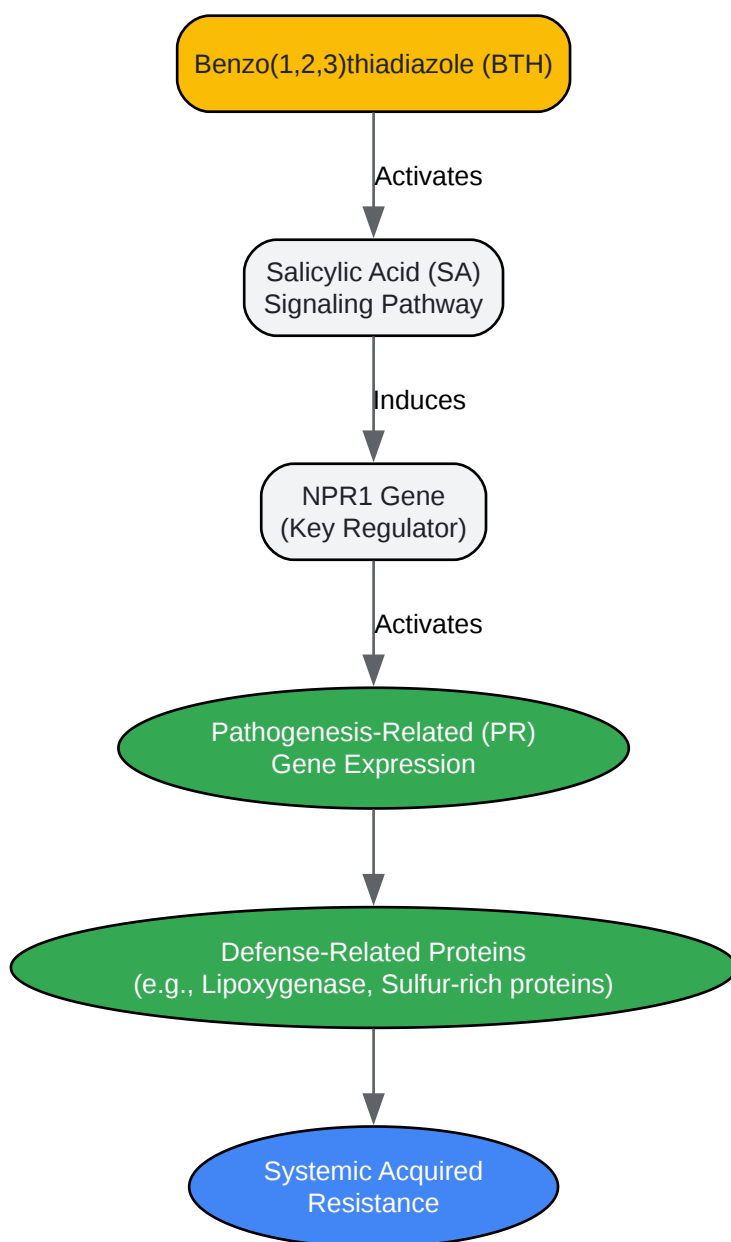 Benzo(1,2,3)thiadiazole (BTH)
Activates
Salicylic Acid (SA)
Signaling Pathway
Induces
NPR1 Gene
(Key Regulator)
Activates
Pathogenesis-Related (PR)
Gene Expression
Defense-Related Proteins
(e.g., Lipoxygenase, Sulfur-rich proteins)
Systemic Acquired
Resistance